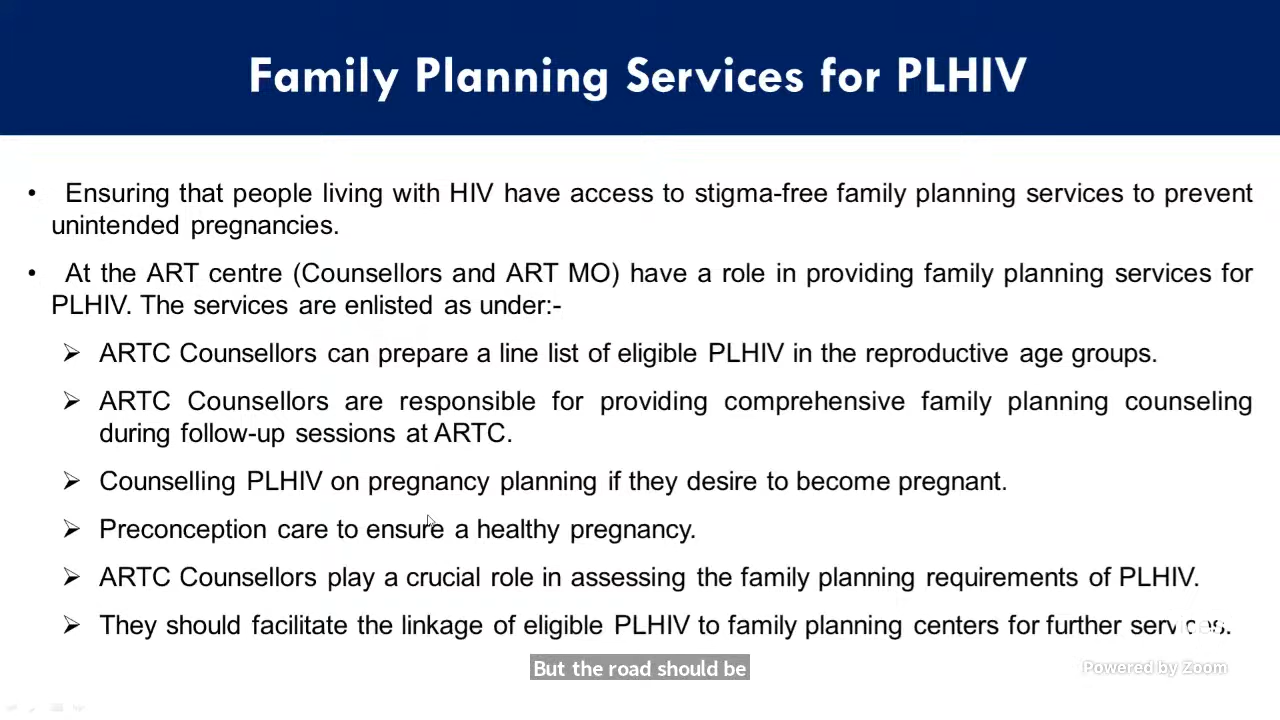 Family Planning Services for PLHIV
• Ensuring that people living with HIV have access to stigma-free family planning services to prevent
unintended pregnancies.
• At the ART centre (Counsellors and ART MO) have a role in providing family planning services for
PLHIV. The services are enlisted as under:-
➢ ARTC Counsellors can prepare a line list of eligible PLHIV in the reproductive age groups.
➢ ARTC Counsellors are responsible for providing comprehensive family planning counseling
during follow-up sessions at ARTC.
➢ Counselling PLHIV on pregnancy planning if they desire to become pregnant.
➢ Preconception care to ensure a healthy pregnancy.
➢ ARTC Counsellors play a crucial role in assessing the family planning requirements of PLHIV.
➢ They should facilitate the linkage of eligible PLHIV to family planning centers for further services.
But the road should be
Powered by Zoom